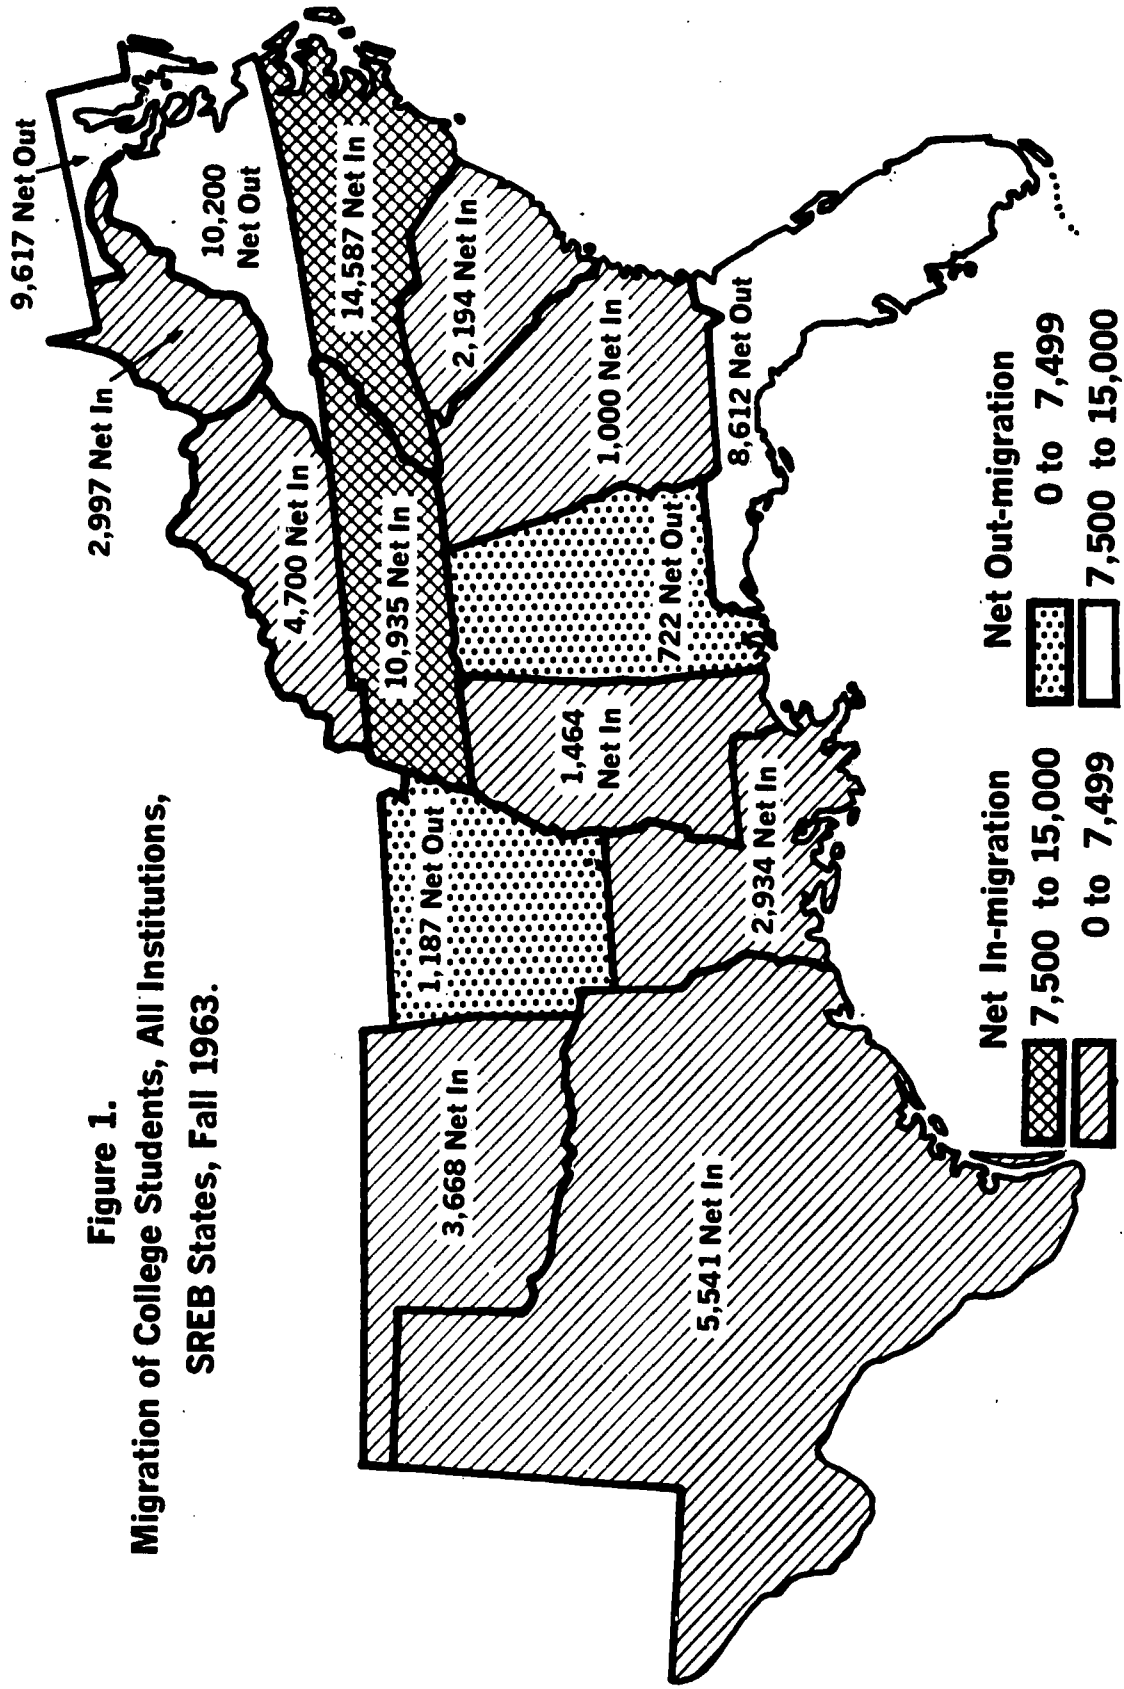 Figure 1.
Migration of College Students, All Institutions,
SREB States, Fall 1963.
9,617 Net Out
2,997 Net In
10,200
Net Out
4,700 Net In
14,587 Net In
10,935 Net In
2,194 Net In
1,187 Net Out
3,668 Net In
1,464
Net In
1,000 Net In
722 Net Out
8,612 Net Out
2,934 Net In
5,541 Net In
Net In-migration
7,500 to 15,000
0 to 7,499
Net Out-migration
0 to 7,499
7,500 to 15,000